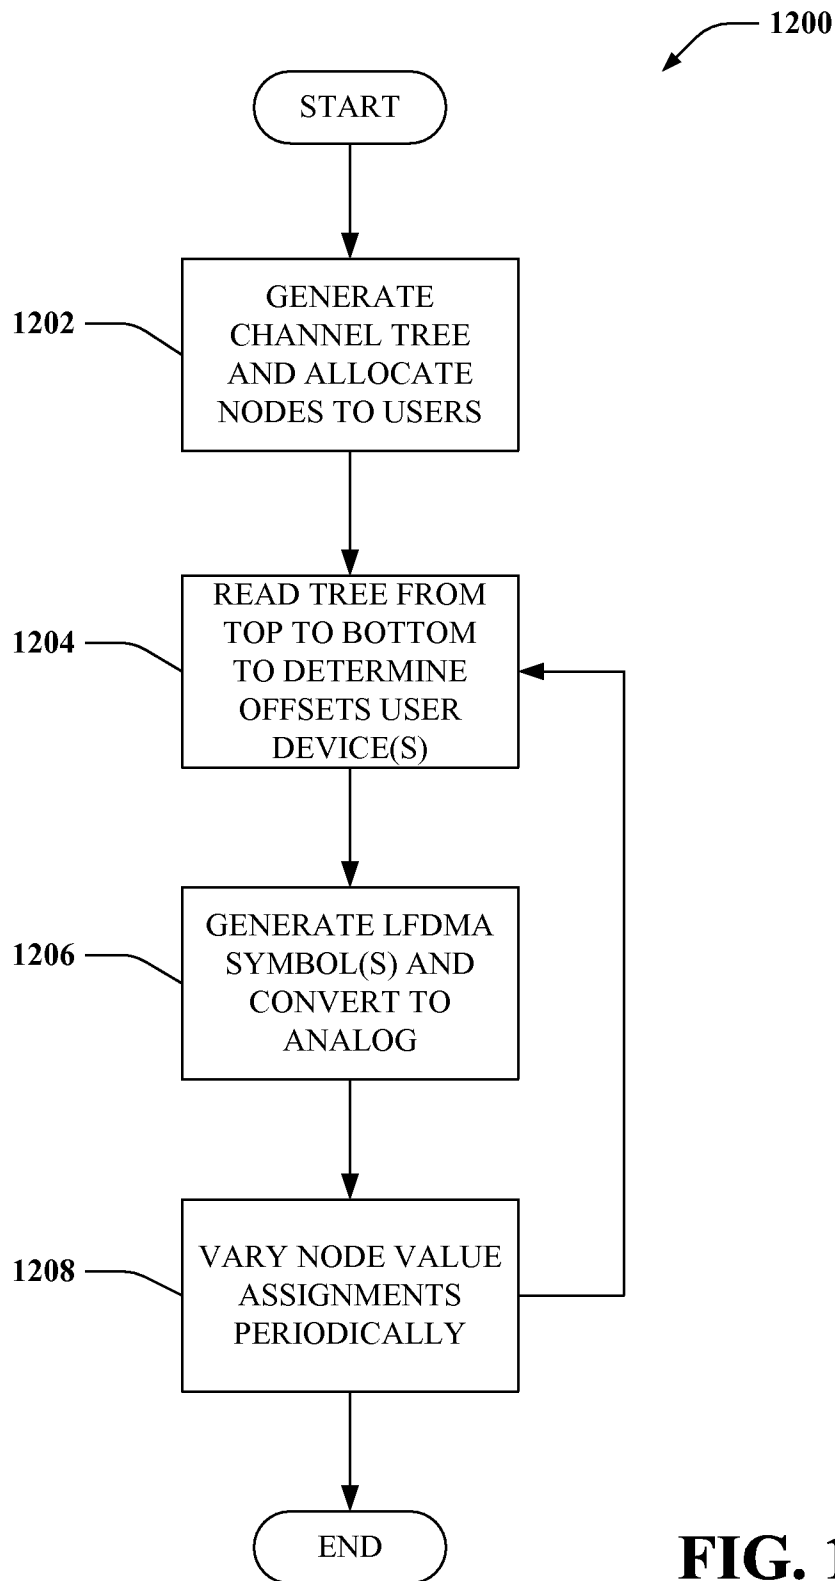 1200
START
1202
GENERATE
CHANNEL TREE
AND ALLOCATE
NODES TO USERS
1204
READ TREE FROM
TOP TO BOTTOM
TO DETERMINE
OFFSETS USER
DEVICE(S)
1206
GENERATE LFDMA
SYMBOL(S) AND
CONVERT TO
ANALOG
1208
VARY NODE VALUE
ASSIGNMENTS
PERIODICALLY
END
FIG. 1